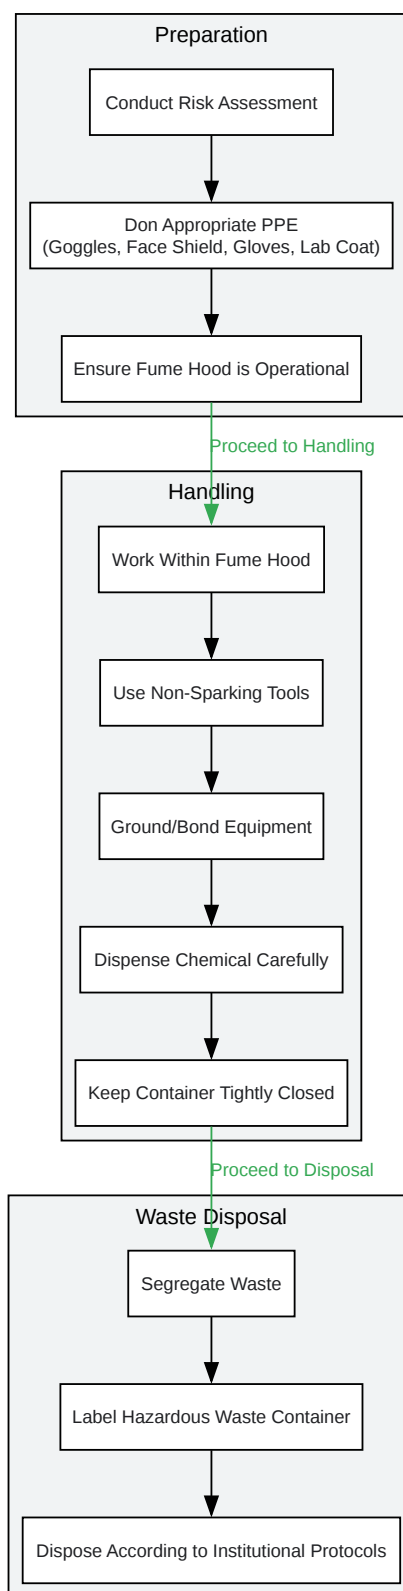 Preparation
Conduct Risk Assessment
Don Appropriate PPE
(Goggles, Face Shield, Gloves, Lab Coat)
Ensure Fume Hood is Operational
Proceed to Handling
Handling
Work Within Fume Hood
Use Non-Sparking Tools
Ground/Bond Equipment
Dispense Chemical Carefully
Keep Container Tightly Closed
Proceed to Disposal
Waste Disposal
Segregate Waste
Label Hazardous Waste Container
Dispose According to Institutional Protocols